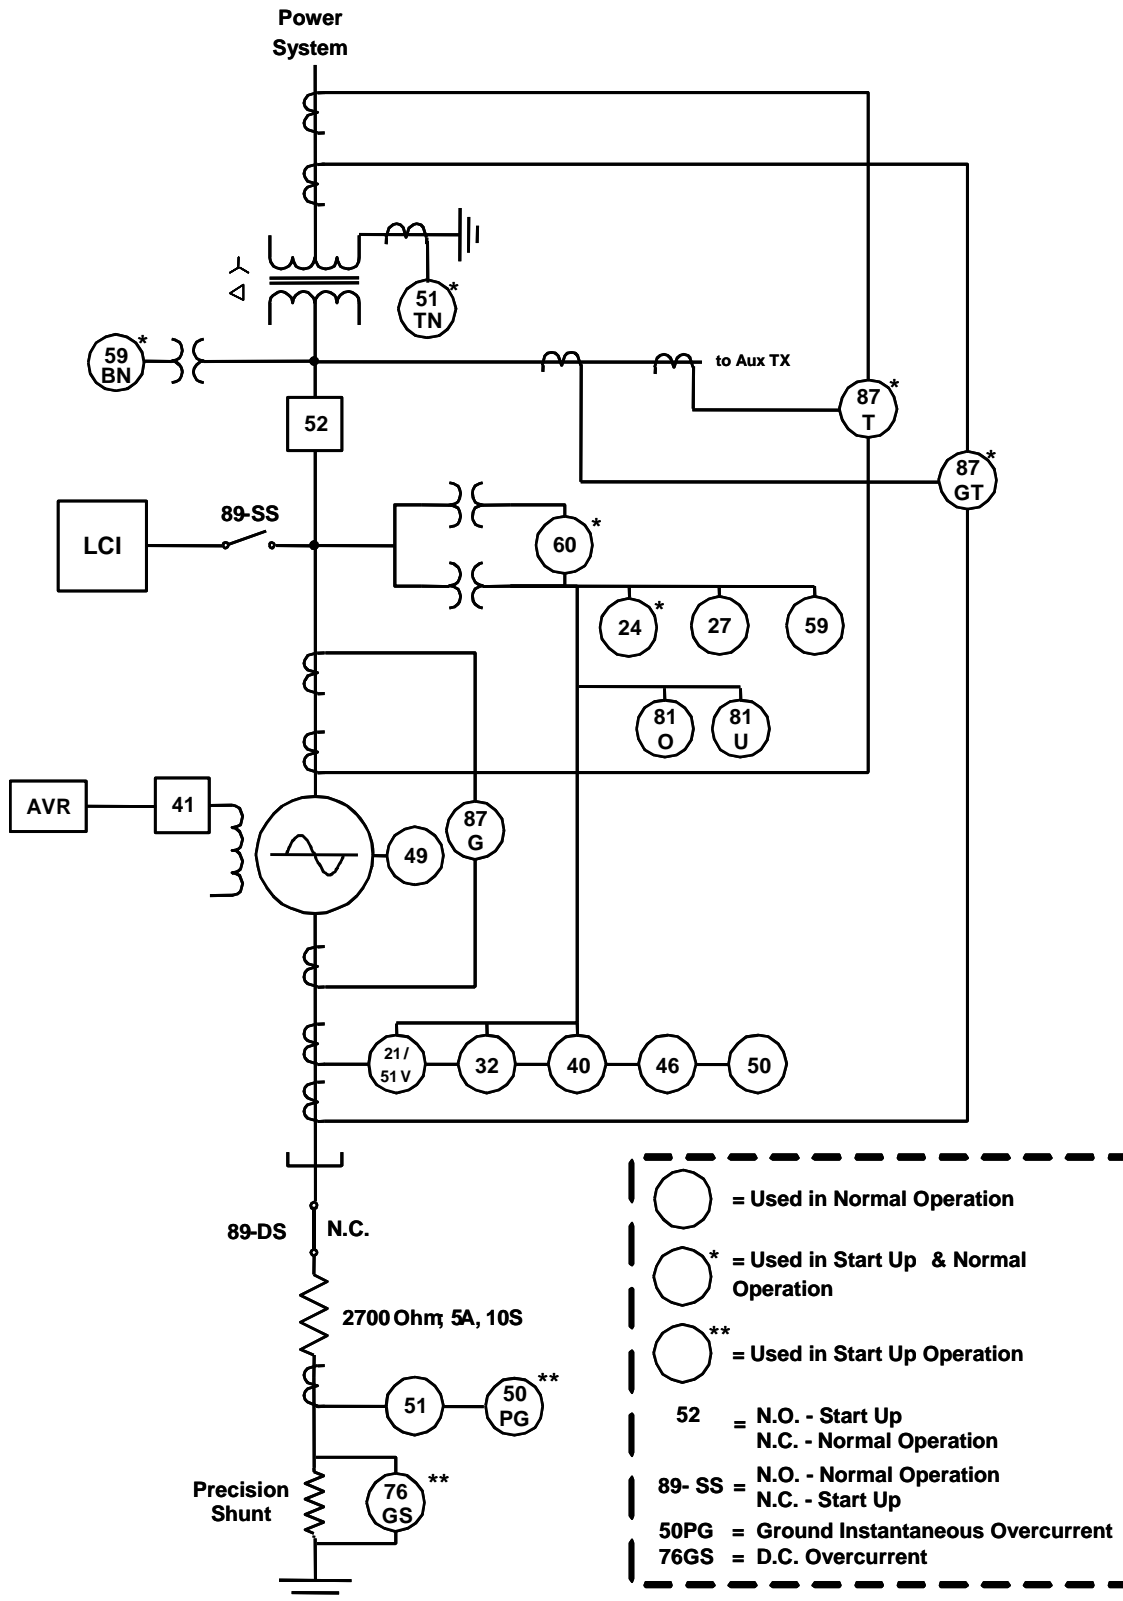 Power
System
51
TN
*
59
BN
*
to Aux TX
87
T
*
52
87
GT
*
89-SS
LCI
60
*
24
*
27
59
81
O
81
U
AVR
41
87
G
49
21 /
51 V
32
40
46
50
89-DS
N.C.
2700 Ohm; 5A, 10S
51
50
PG
**
Precision
Shunt
76
GS
**
= Used in Normal Operation
* = Used in Start Up & Normal
Operation
** = Used in Start Up Operation
52 = N.O. - Start Up
N.C. - Normal Operation
89- SS = N.O. - Normal Operation
N.C. - Start Up
50PG = Ground Instantaneous Overcurrent
76GS = D.C. Overcurrent